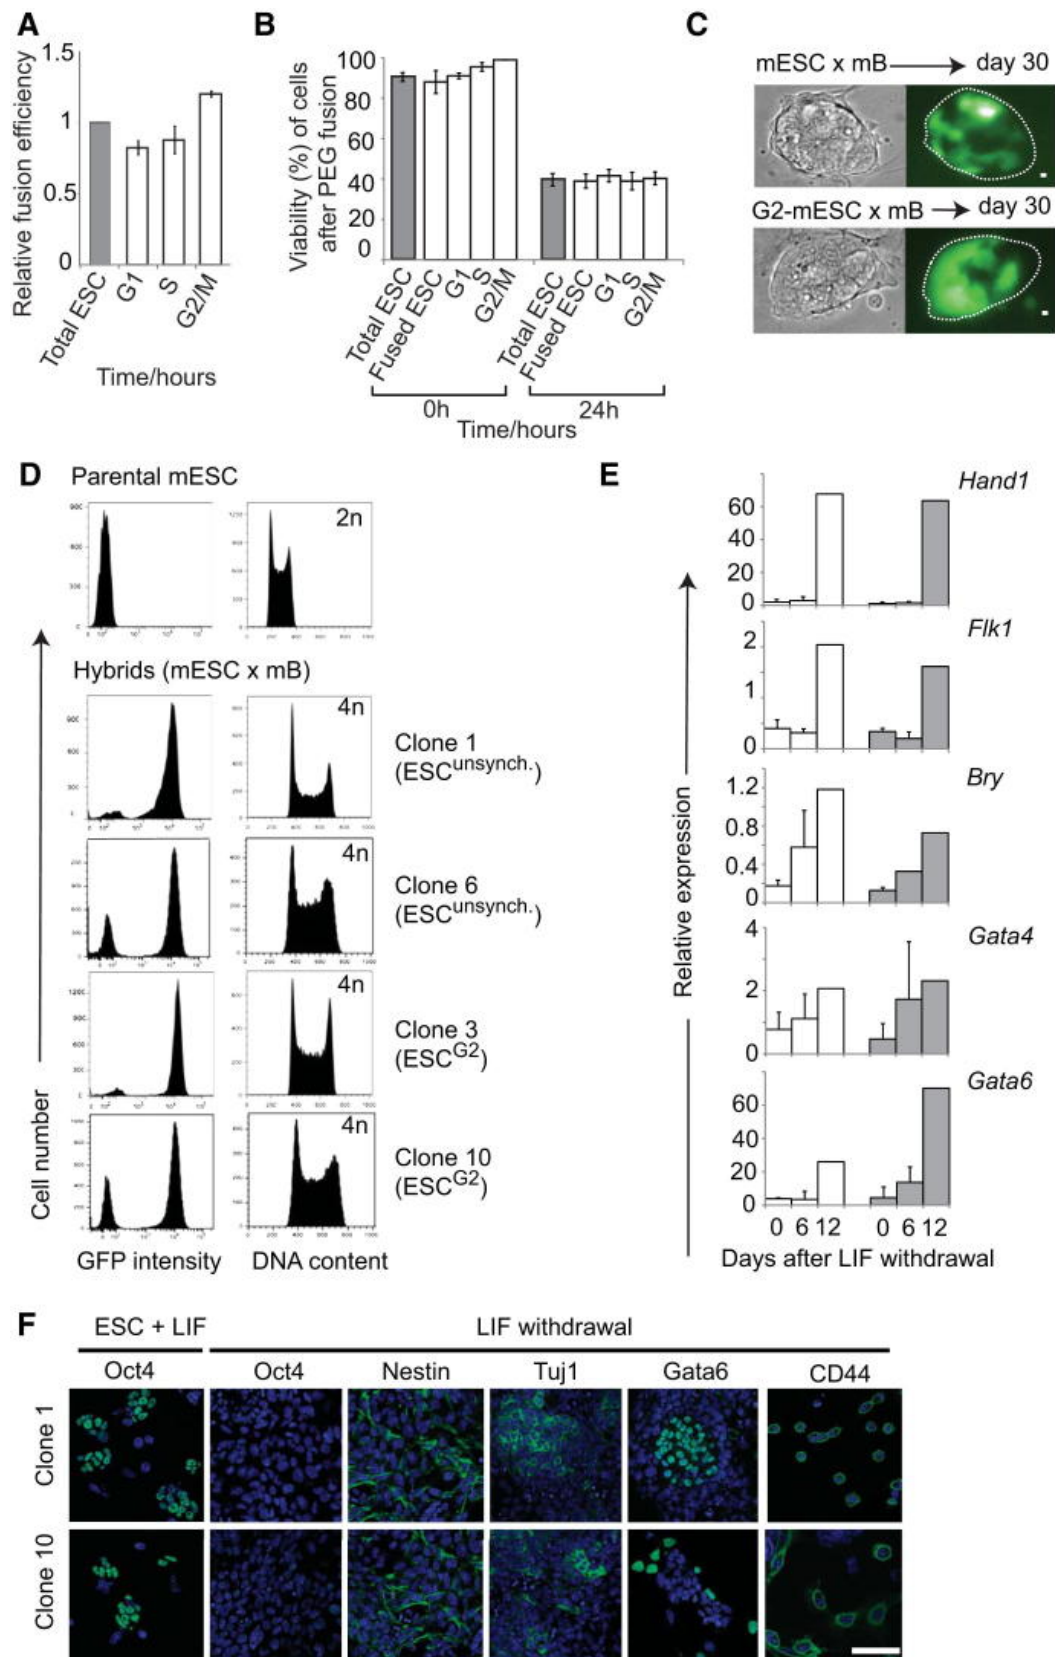 A
Relative fusion efficiency
1.5
1
0.5
0
Total ESC
G1
S
G2/M
Time/hours
B
Viability (%) of cells
after PEG fusion
100
80
60
40
20
0
Total ESC
Fused ESC
G1
S
G2/M
Total ESC
Fused ESC
G1
S
G2/M
0h
24h
Time/hours
C
mESC x mB
day 30
G2-mESC x mB
day 30
D
Parental mESC
2n
Hybrids (mESC x mB)
4n
Clone 1
(ESCunsynch.)
4n
Clone 6
(ESCunsynch.)
4n
Clone 3
(ESCG2)
4n
Clone 10
(ESCG2)
Cell number
GFP intensity
DNA content
E
Hand1
60
40
20
0
Flk1
2
1
0
Bry
1.2
0.8
0.4
0
Gata4
4
2
0
Gata6
60
40
20
0
Relative expression
0 6 12 0 6 12
Days after LIF withdrawal
F
ESC + LIF
LIF withdrawal
Oct4 Oct4 Nestin Tuj1 Gata6 CD44
Clone 1
Clone 10